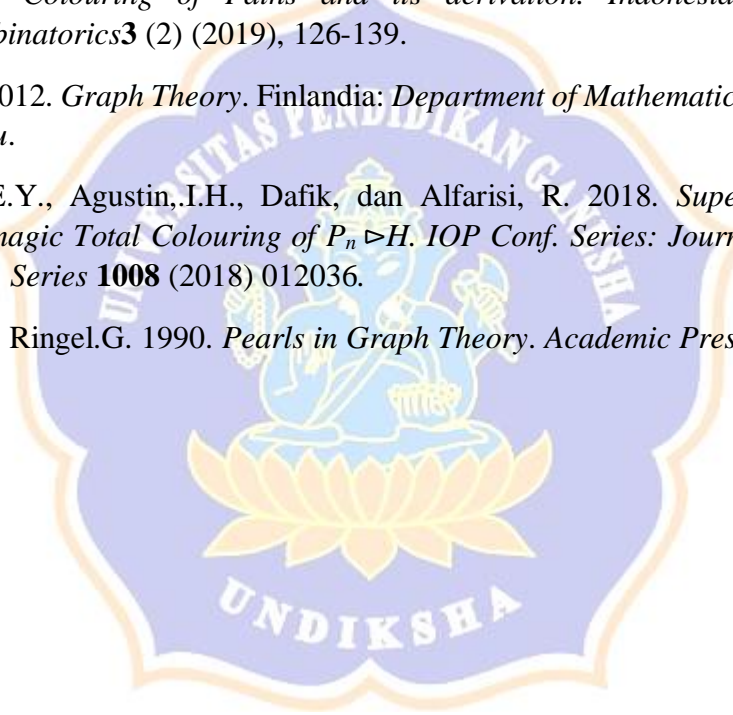 Colouring of Paths and its derivation. Indonesia
binatorics3 (2) (2019), 126-139.
012. Graph Theory. Finlandia: Department of Mathematic
u.
E.Y., Agustin,.I.H., Dafik, dan Alfarisi, R. 2018. Supe
magic Total Colouring of Pn ⊳H. IOP Conf. Series: Journ
Series 1008 (2018) 012036.
Ringel.G. 1990. Pearls in Graph Theory. Academic Pres
UNIVERSITAS PENDIDIKAN GANESHA
UNDIKSHA